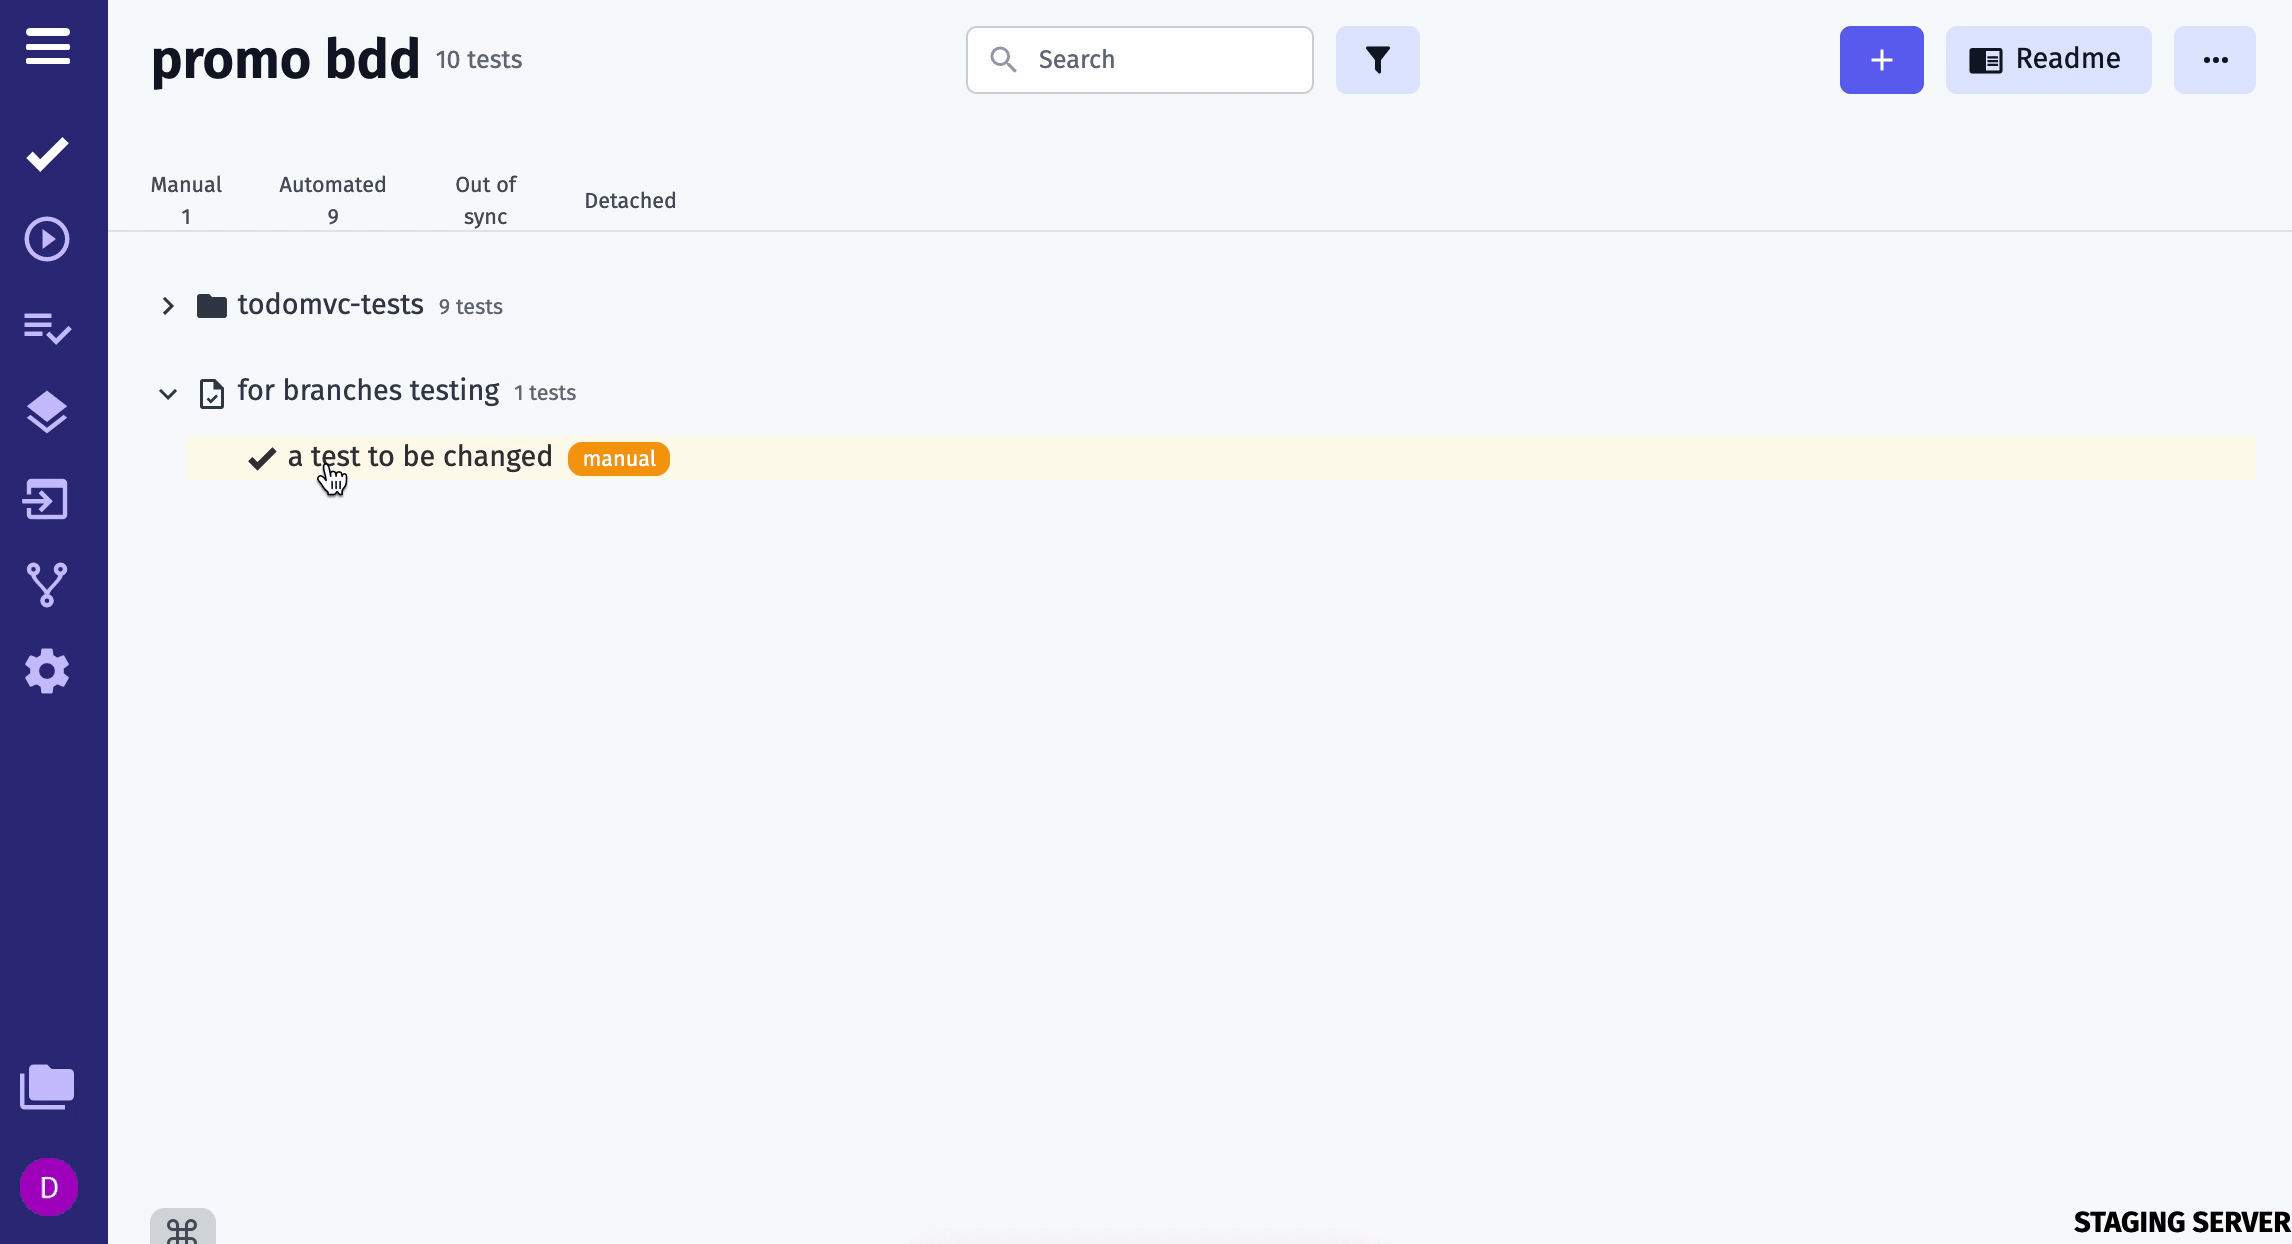 promo bdd 10 tests
Search
Readme
Manual
1
Automated
9
Out of
sync
Detached
todomvc-tests 9 tests
for branches testing 1 tests
a test to be changed manual
D
STAGING SERVER